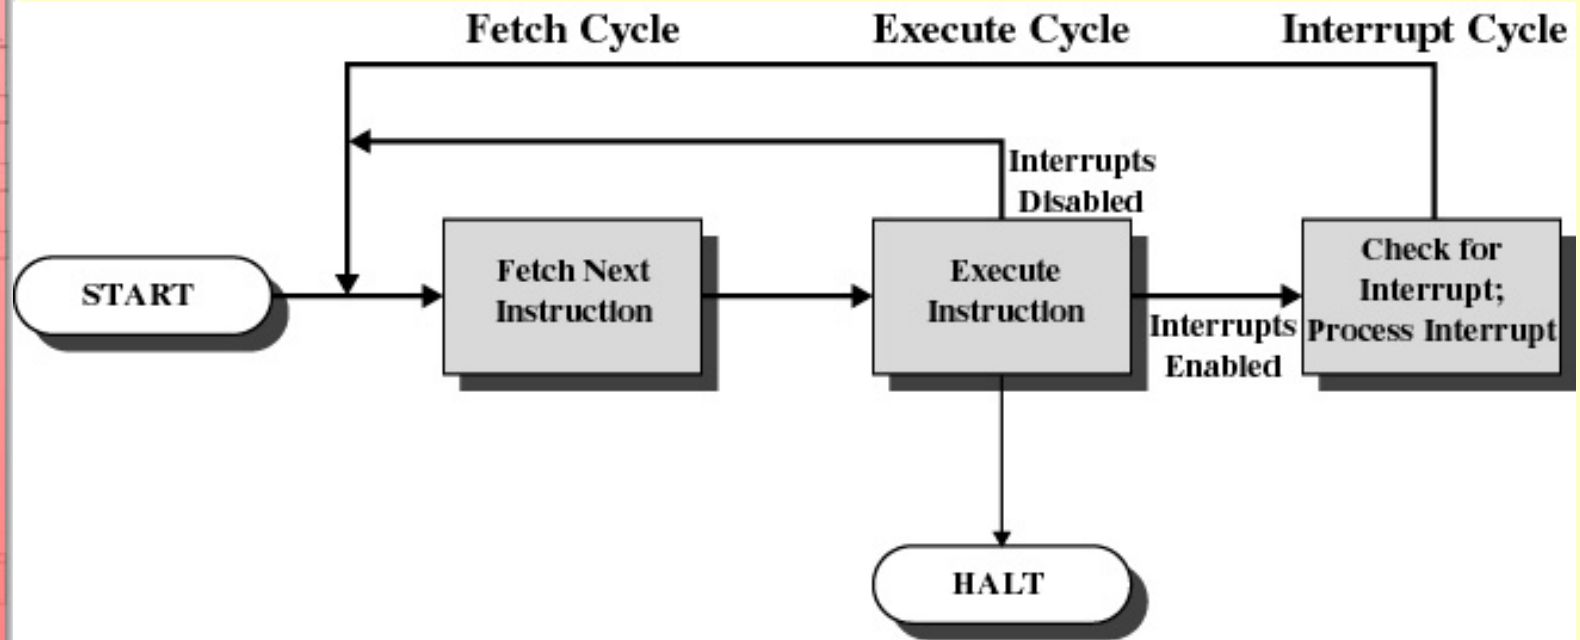 Fetch Cycle
Execute Cycle
Interrupt Cycle
Interrupts
Disabled
START
Fetch Next
Instruction
Execute
Instruction
Interrupts
Enabled
Check for
Interrupt;
Process Interrupt
HALT